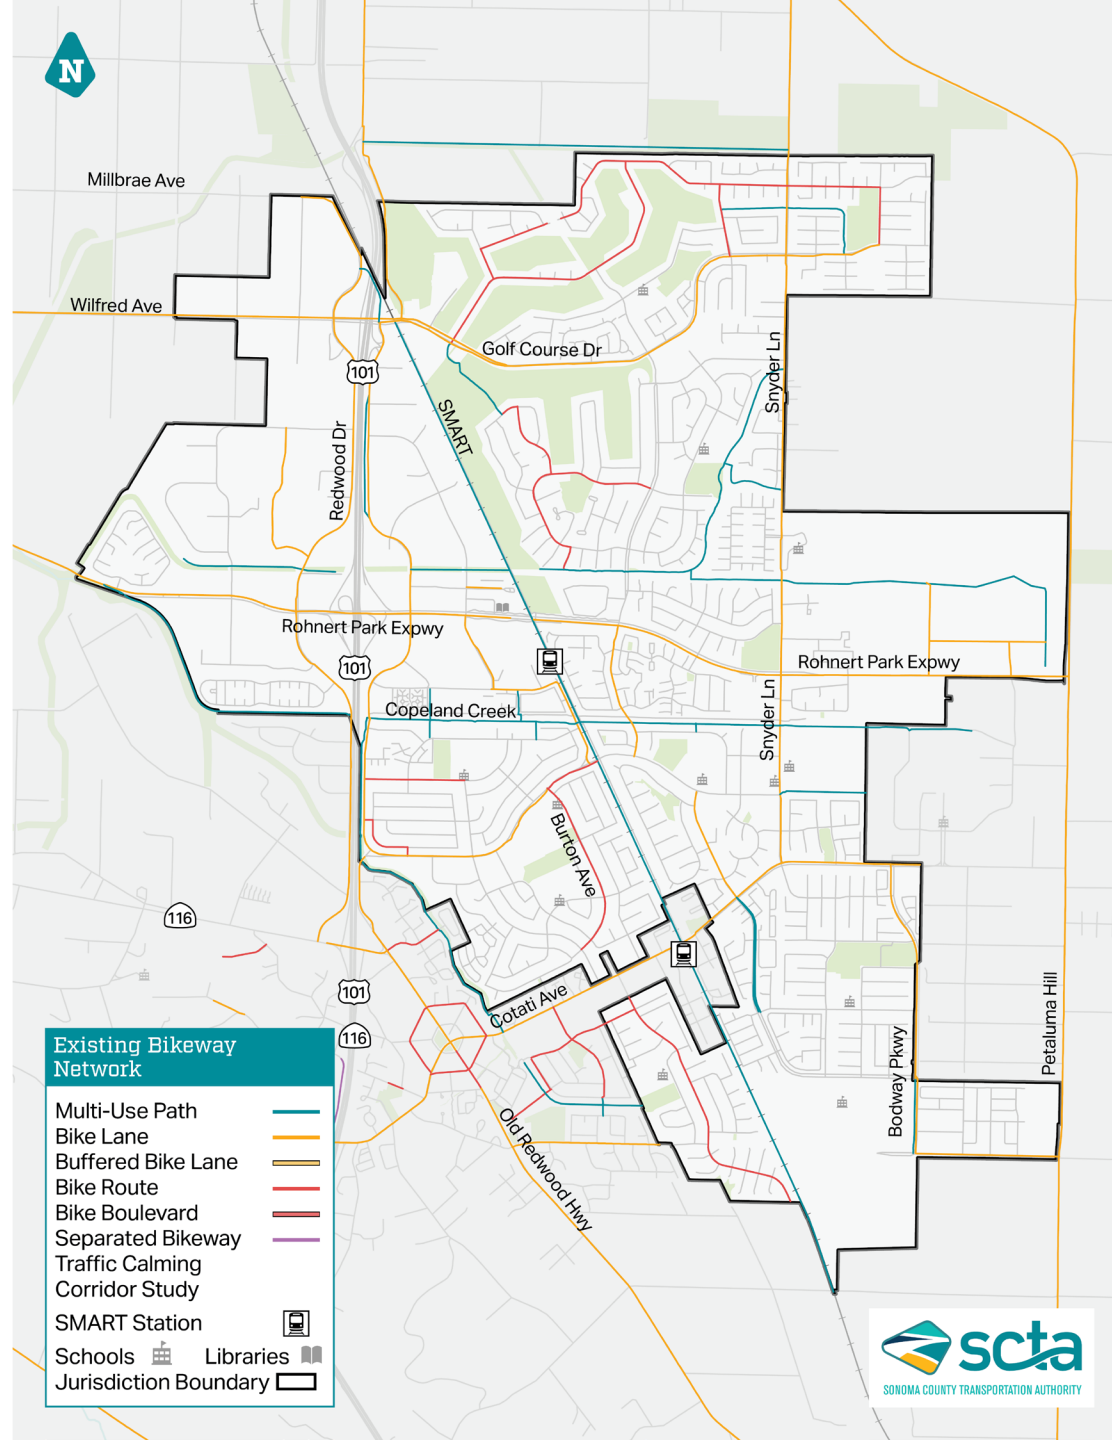 N
Millbrae Ave
Wilfred Ave
Golf Course Dr
Snyder Ln
101
SMART
Redwood Dr
Rohnert Park Expwy
Rohnert Park Expwy
101
Snyder Ln
Copeland Creek
Burton Ave
116
101
Cotati Ave
116
Petaluma Hill
Bodway Pkwy
Old Redwood Hwy
Existing Bikeway
Network
Multi-Use Path
Bike Lane
Buffered Bike Lane
Bike Route
Bike Boulevard
Separated Bikeway
Traffic Calming
Corridor Study
SMART Station
Schools Libraries
Jurisdiction Boundary
scta
SONOMA COUNTY TRANSPORTATION AUTHORITY